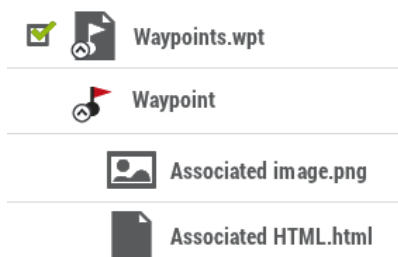 Waypoints.wpt
Waypoint
Associated image.png
Associated HTML.html